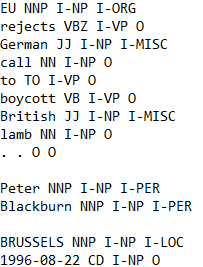 EU NNP I-NP I-ORG
rejects VBZ I-VP O
German JJ I-NP I-MISC
call NN I-NP O
to TO I-VP O
boycott VB I-VP O
British JJ I-NP I-MISC
lamb NN I-NP O
. . O O

Peter NNP I-NP I-PER
Blackburn NNP I-NP I-PER

BRUSSELS NNP I-NP I-LOC
1996-08-22 CD I-NP O